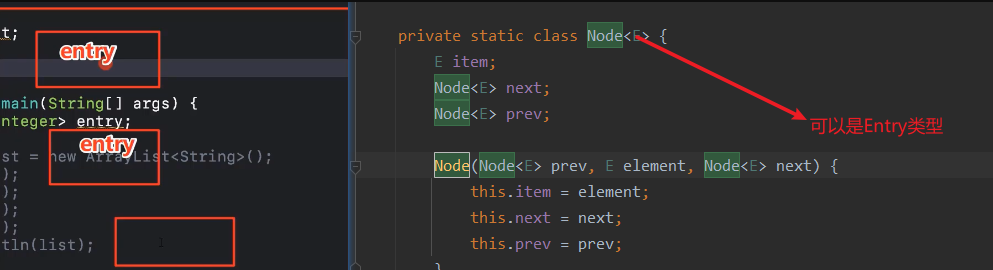 t;
entry
main(String[] args) {
nteger> entry;
entry
st = new ArrayList<String>();
);
);
);
);
tln(list);
private static class Node<E> {
E item;
Node<E> next;
Node<E> prev;
可以是Entry类型
Node(Node<E> prev, E element, Node<E> next) {
this.item = element;
this.next = next;
this.prev = prev;
}